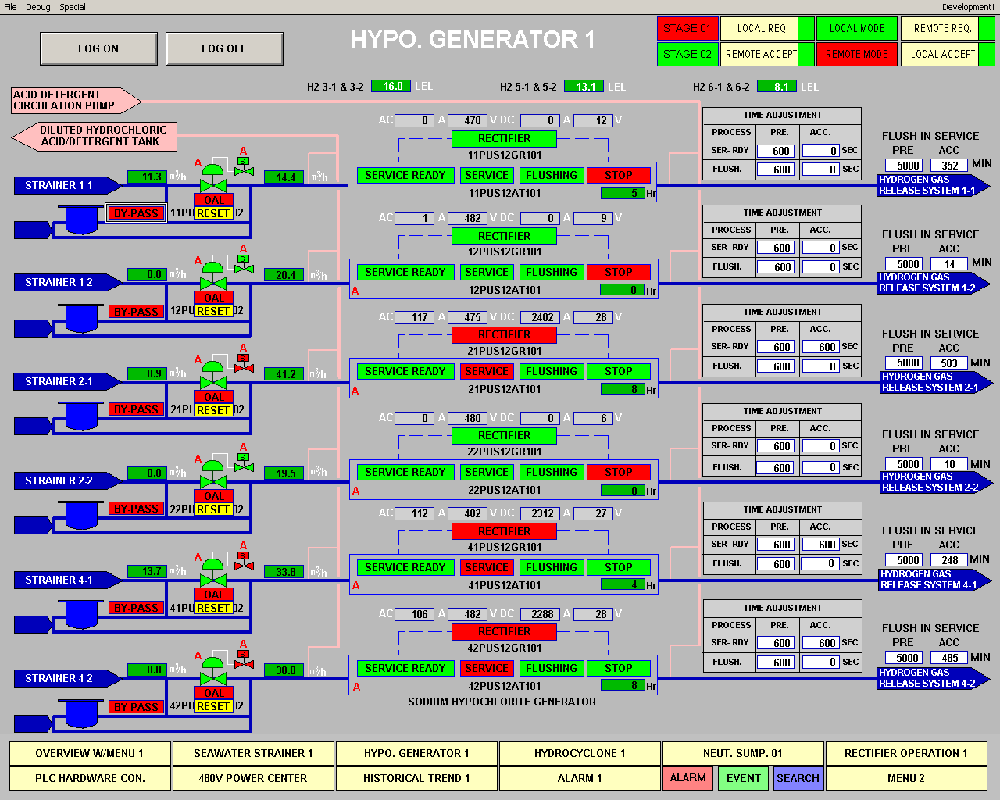 File Debug Special Development!
LOG ON LOG OFF HYPO. GENERATOR 1
STAGE 01 LOCAL REQ. LOCAL MODE REMOTE REQ.
STAGE 02 REMOTE ACCEPT REMOTE MODE LOCAL ACCEPT
H2 3-1 & 3-2 16.0 LEL H2 5-1 & 5-2 13.1 LEL H2 6-1 & 6-2 8.1 LEL
ACID DETERGENT
CIRCULATION PUMP
DILUTED HYDROCHLORIC
ACID/DETERGENT TANK
AC 0 A 470 V DC 0 A 12 V
RECTIFIER
11PUS12GR101
TIME ADJUSTMENT
PROCESS PRE. ACC.
SER- RDY 600 0 SEC
FLUSH. 600 0 SEC
FLUSH IN SERVICE
PRE ACC
5000 352 MIN
A A S
11.3 m³/h 14.4 m³/h
STRAINER 1-1
SERVICE READY SERVICE FLUSHING STOP
11PUS12AT101 5 Hr
HYDROGEN GAS
RELEASE SYSTEM 1-1
OAL
BY-PASS 11PU RESET 02
AC 1 A 482 V DC 0 A 9 V
RECTIFIER
12PUS12GR101
TIME ADJUSTMENT
PROCESS PRE. ACC.
SER- RDY 600 0 SEC
FLUSH. 600 0 SEC
FLUSH IN SERVICE
PRE ACC
5000 14 MIN
A A S
0.0 m³/h 20.4 m³/h
STRAINER 1-2
SERVICE READY SERVICE FLUSHING STOP
A 12PUS12AT101 0 Hr
HYDROGEN GAS
RELEASE SYSTEM 1-2
OAL
BY-PASS 12PU RESET 02
AC 117 A 475 V DC 2402 A 28 V
RECTIFIER
21PUS12GR101
TIME ADJUSTMENT
PROCESS PRE. ACC.
SER- RDY 600 600 SEC
FLUSH. 600 0 SEC
FLUSH IN SERVICE
PRE ACC
5000 503 MIN
A A S
8.9 m³/h 41.2 m³/h
STRAINER 2-1
SERVICE READY SERVICE FLUSHING STOP
A 21PUS12AT101 8 Hr
HYDROGEN GAS
RELEASE SYSTEM 2-1
OAL
BY-PASS 21PU RESET 02
AC 0 A 480 V DC 0 A 6 V
RECTIFIER
22PUS12GR101
TIME ADJUSTMENT
PROCESS PRE. ACC.
SER- RDY 600 0 SEC
FLUSH. 600 0 SEC
FLUSH IN SERVICE
PRE ACC
5000 10 MIN
A A S
0.0 m³/h 19.5 m³/h
STRAINER 2-2
SERVICE READY SERVICE FLUSHING STOP
A 22PUS12AT101 0 Hr
HYDROGEN GAS
RELEASE SYSTEM 2-2
OAL
BY-PASS 22PU RESET 02
AC 112 A 482 V DC 2312 A 27 V
RECTIFIER
41PUS12GR101
TIME ADJUSTMENT
PROCESS PRE. ACC.
SER- RDY 600 600 SEC
FLUSH. 600 0 SEC
FLUSH IN SERVICE
PRE ACC
5000 248 MIN
A A S
13.7 m³/h 33.8 m³/h
STRAINER 4-1
SERVICE READY SERVICE FLUSHING STOP
A 41PUS12AT101 4 Hr
HYDROGEN GAS
RELEASE SYSTEM 4-1
OAL
BY-PASS 41PU RESET 02
AC 106 A 482 V DC 2288 A 28 V
RECTIFIER
42PUS12GR101
TIME ADJUSTMENT
PROCESS PRE. ACC.
SER- RDY 600 600 SEC
FLUSH. 600 0 SEC
FLUSH IN SERVICE
PRE ACC
5000 485 MIN
A A S
0.0 m³/h 38.0 m³/h
STRAINER 4-2
SERVICE READY SERVICE FLUSHING STOP
A 42PUS12AT101 8 Hr
HYDROGEN GAS
RELEASE SYSTEM 4-2
OAL
BY-PASS 42PU RESET 02
SODIUM HYPOCHLORITE GENERATOR
OVERVIEW W/MENU 1 SEAWATER STRAINER 1 HYPO. GENERATOR 1 HYDROCYCLONE 1 NEUT. SUMP. 01 RECTIFIER OPERATION 1
PLC HARDWARE CON. 480V POWER CENTER HISTORICAL TREND 1 ALARM 1 ALARM EVENT SEARCH MENU 2